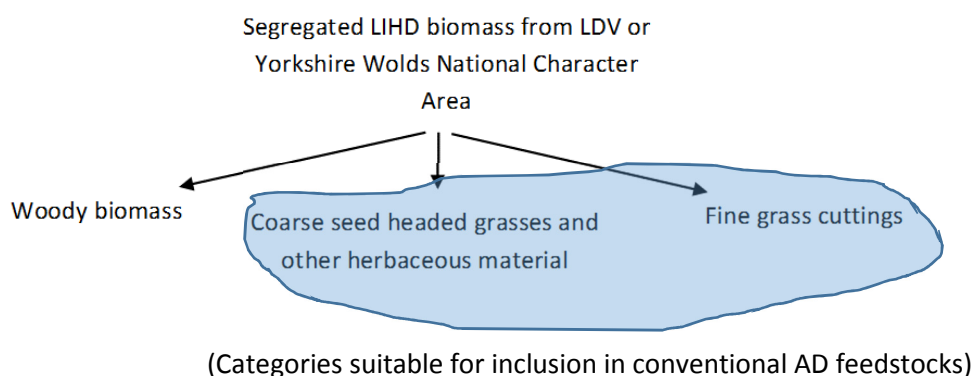 Segregated LIHD biomass from LDV or
Yorkshire Wolds National Character
Area
Woody biomass
Coarse seed headed grasses and
other herbaceous material
Fine grass cuttings
(Categories suitable for inclusion in conventional AD feedstocks)